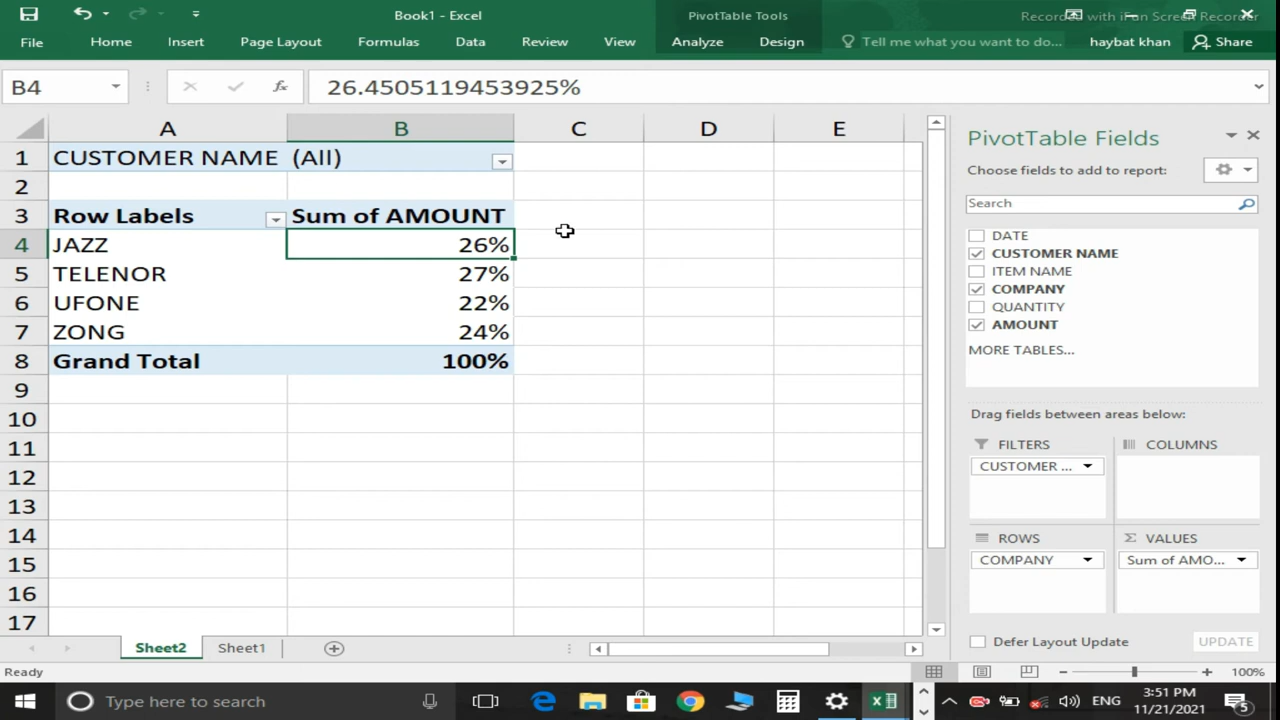 Book1 - Excel
PivotTable Tools
Recorded with iFun Screen Recorder
File Home Insert Page Layout Formulas Data Review View Analyze Design Tell me what you want to do... haybat khan Share
B4 fx 26.4505119453925%
A B C D E
1 CUSTOMER NAME (All)
2
3 Row Labels Sum of AMOUNT
4 JAZZ 26%
5 TELENOR 27%
6 UFONE 22%
7 ZONG 24%
8 Grand Total 100%
9
10
11
12
13
14
15
16
17
PivotTable Fields
Choose fields to add to report:
Search
DATE
CUSTOMER NAME
ITEM NAME
COMPANY
QUANTITY
AMOUNT
MORE TABLES...
Drag fields between areas below:
FILTERS COLUMNS
CUSTOMER ...
ROWS Σ VALUES
COMPANY Sum of AMO...
Defer Layout Update UPDATE
Sheet2 Sheet1
Ready 100%
Type here to search ENG 3:51 PM
11/21/2021 5